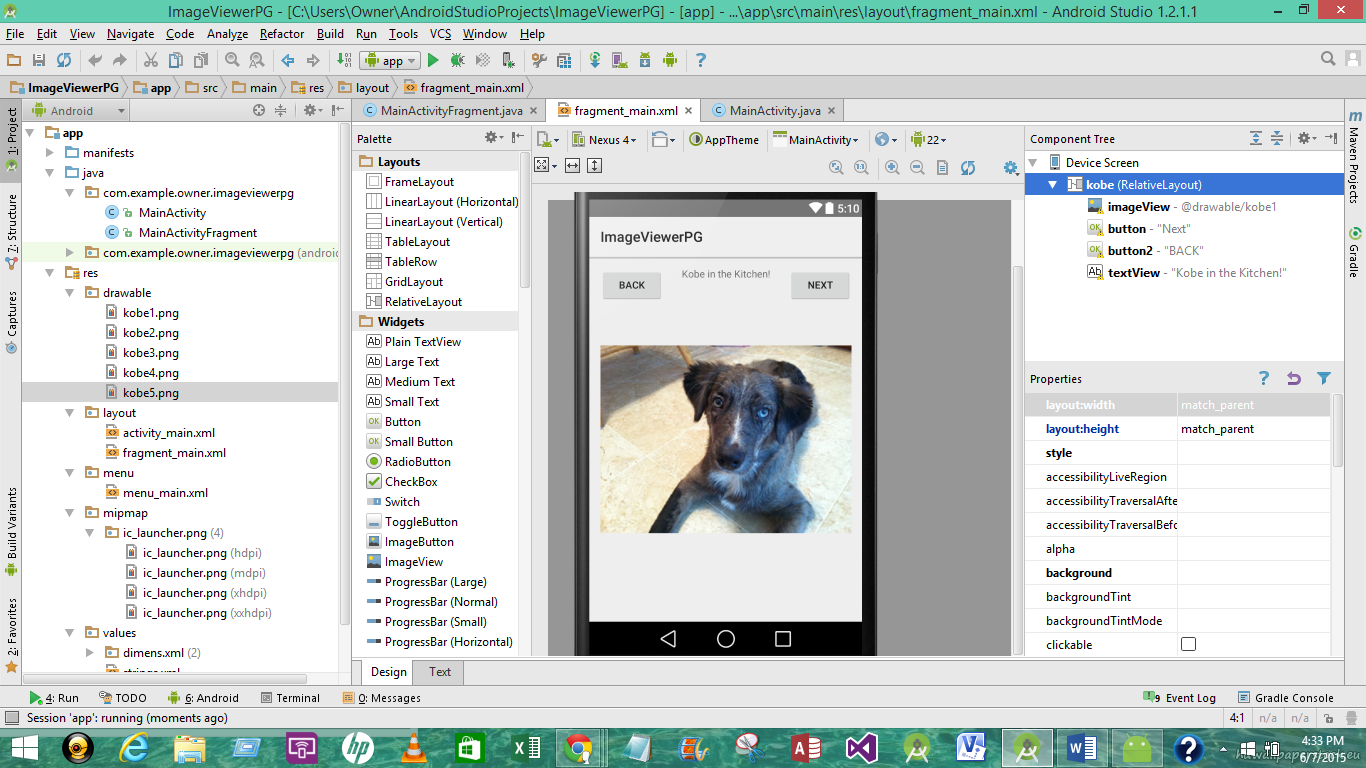 ImageViewerPG - [C:\Users\Owner\AndroidStudioProjects\ImageViewerPG] - [app] - ...\app\src\main\res\layout\fragment_main.xml - Android Studio 1.2.1.1
File Edit View Navigate Code Analyze Refactor Build Run Tools VCS Window Help
app
ImageViewerPG app src main res layout fragment_main.xml
Android
MainActivityFragment.java fragment_main.xml MainActivity.java
1: Project
7: Structure
Captures
Build Variants
2: Favorites
app
manifests
java
com.example.owner.imageviewerpg
MainActivity
MainActivityFragment
com.example.owner.imageviewerpg (androi
res
drawable
kobe1.png
kobe2.png
kobe3.png
kobe4.png
kobe5.png
layout
activity_main.xml
fragment_main.xml
menu
menu_main.xml
mipmap
ic_launcher.png (4)
ic_launcher.png (hdpi)
ic_launcher.png (mdpi)
ic_launcher.png (xhdpi)
ic_launcher.png (xxhdpi)
values
dimens.xml (2)
strings.xml
Palette
Layouts
FrameLayout
LinearLayout (Horizontal)
LinearLayout (Vertical)
TableLayout
TableRow
GridLayout
RelativeLayout
Widgets
Plain TextView
Large Text
Medium Text
Small Text
Button
Small Button
RadioButton
CheckBox
Switch
ToggleButton
ImageButton
ImageView
ProgressBar (Large)
ProgressBar (Normal)
ProgressBar (Small)
ProgressBar (Horizontal)
Nexus 4 AppTheme MainActivity 22
5:10
ImageViewerPG
BACK Kobe in the Kitchen! NEXT
Design Text
Component Tree
Device Screen
kobe (RelativeLayout)
imageView - @drawable/kobe1
button - "Next"
button2 - "BACK"
textView - "Kobe in the Kitchen!"
Properties
layout:width match_parent
layout:height match_parent
style
accessibilityLiveRegion
accessibilityTraversalAfte
accessibilityTraversalBefo
alpha
background
backgroundTint
backgroundTintMode
clickable
Maven Projects
Gradle
4: Run TODO 6: Android Terminal 0: Messages 9 Event Log Gradle Console
Session 'app': running (moments ago) 4:1 n/a n/a
4:33 PM
6/7/2015